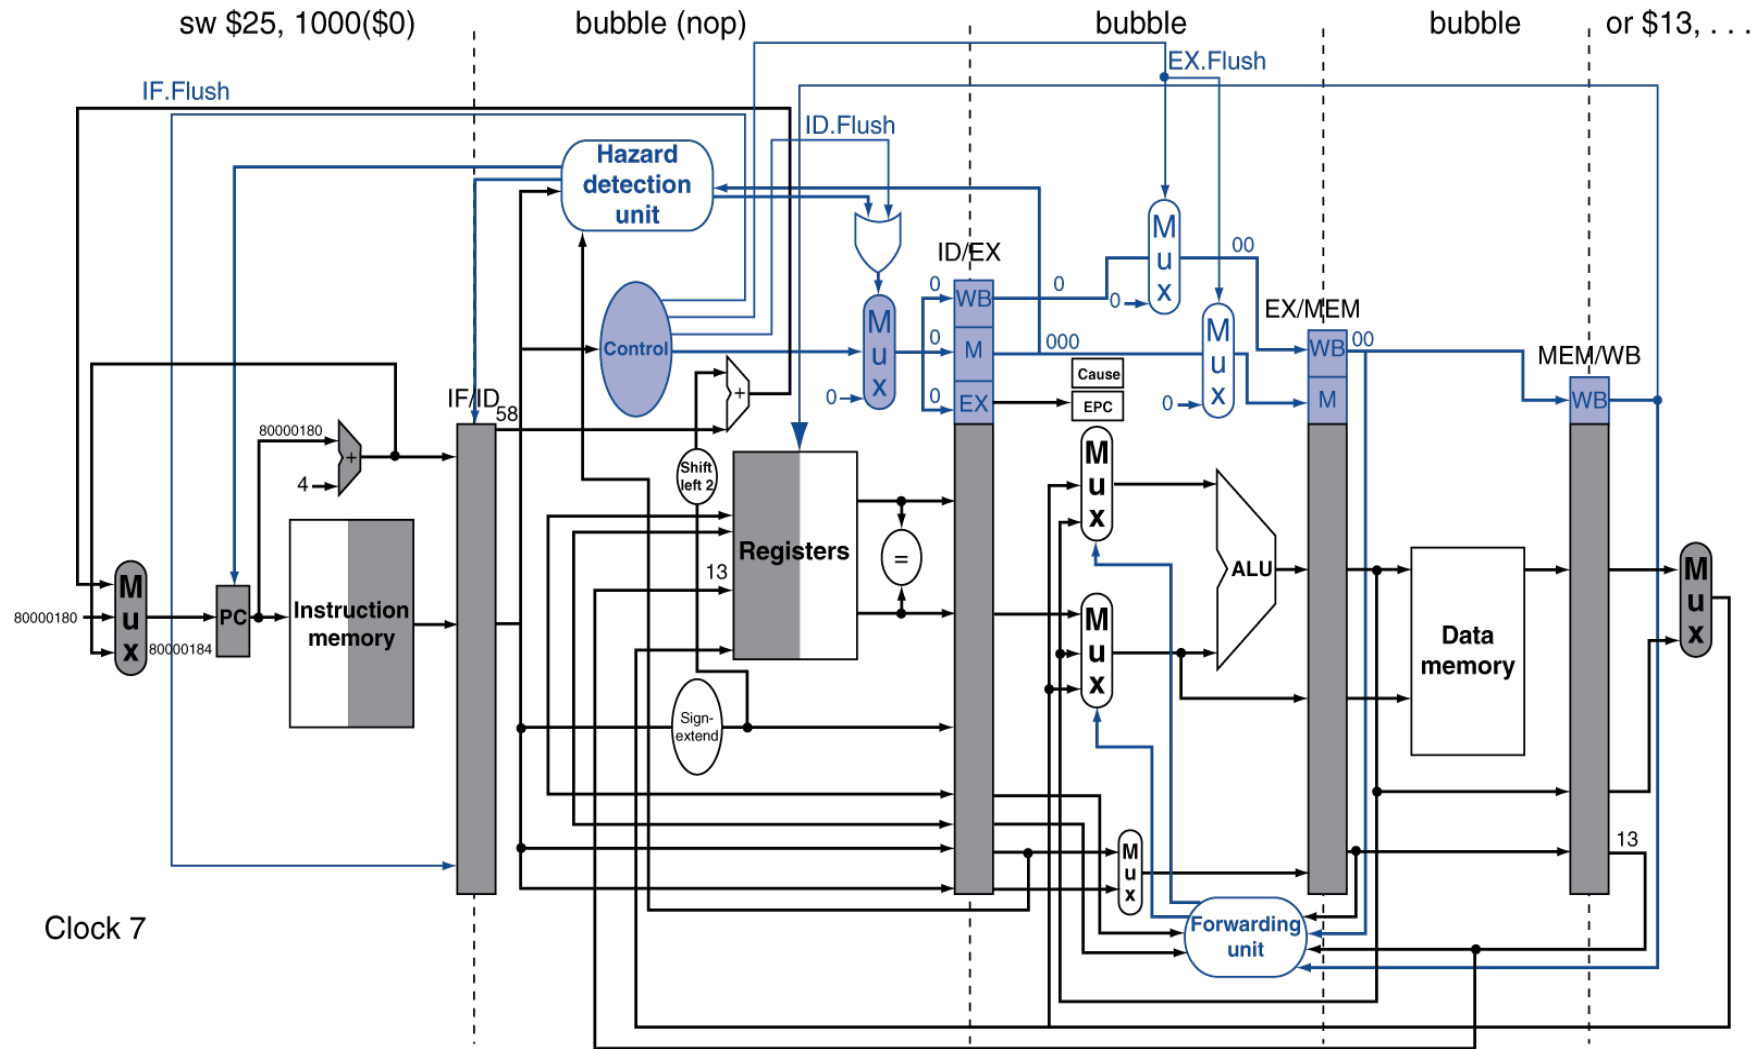 sw $25, 1000($0)
bubble (nop)
bubble
bubble
or $13, . . .
EX.Flush
IF.Flush
ID.Flush
Hazard
detection
unit
M
u
x
00
ID/EX
0
WB
0
0
EX/MEM
M
u
x
0
M
000
M
u
x
WB
00
Control
MEM/WB
Cause
0
EX
EPC
0
0
M
WB
IF/ID
58
+
80000180
+
4
M
u
x
Shift
left 2
Registers
=
ALU
13
M
u
x
80000180
PC
80000184
Instruction
memory
M
u
x
Data
memory
M
u
x
Sign-
extend
13
M
u
x
Clock 7
Forwarding
unit